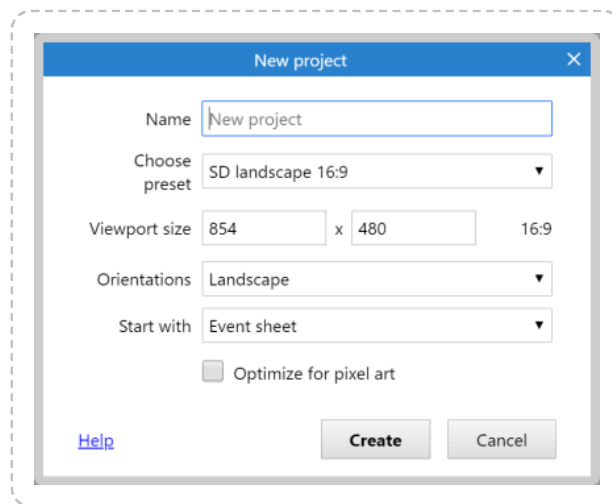 New project
Name New project
Choose
preset SD landscape 16:9
Viewport size 854 x 480 16:9
Orientations Landscape
Start with Event sheet
Optimize for pixel art
Help Create Cancel